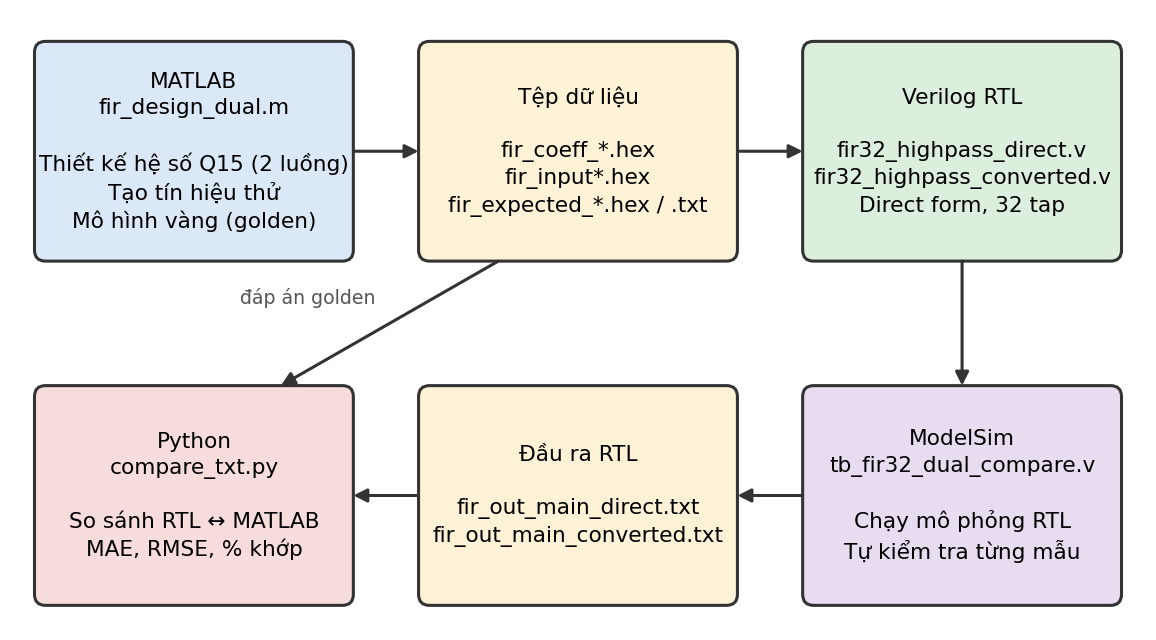 MATLAB
fir_design_dual.m
Thiết kế hệ số Q15 (2 luồng)
Tạo tín hiệu thử
Mô hình vàng (golden)
Tệp dữ liệu
fir_coeff_*.hex
fir_input*.hex
fir_expected_*.hex / .txt
Verilog RTL
fir32_highpass_direct.v
fir32_highpass_converted.v
Direct form, 32 tap
đáp án golden
Python
compare_txt.py
So sánh RTL ↔ MATLAB
MAE, RMSE, % khớp
Đầu ra RTL
fir_out_main_direct.txt
fir_out_main_converted.txt
ModelSim
tb_fir32_dual_compare.v
Chạy mô phỏng RTL
Tự kiểm tra từng mẫu